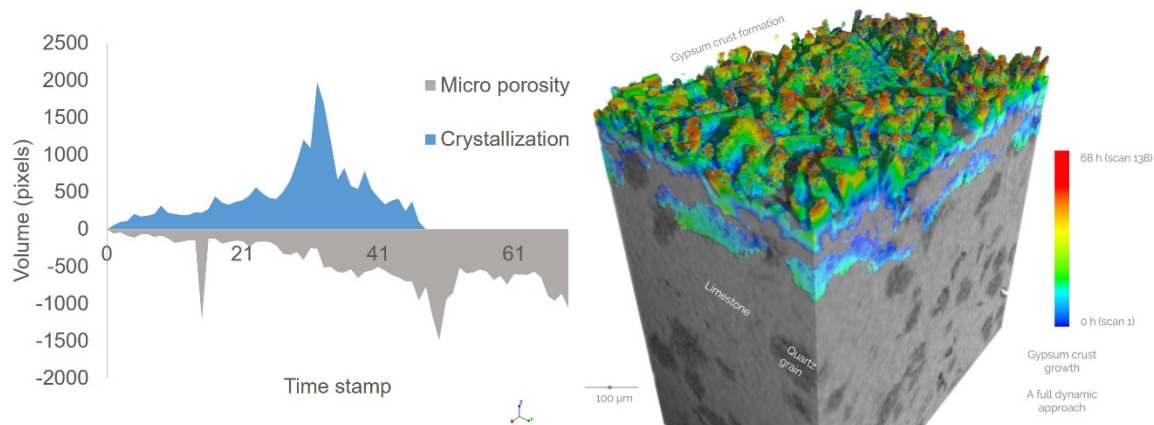 2500
2000
1500
1000
500
0
-500
-1000
-1500
-2000
Volume (pixels)
0
21
41
61
Time stamp
Micro porosity
Crystallization
Gypsum crust formation
Limestone
Quartz
grain
100 µm
68 h (scan 138)
0 h (scan 1)
Gypsum crust
growth
A full dynamic
approach